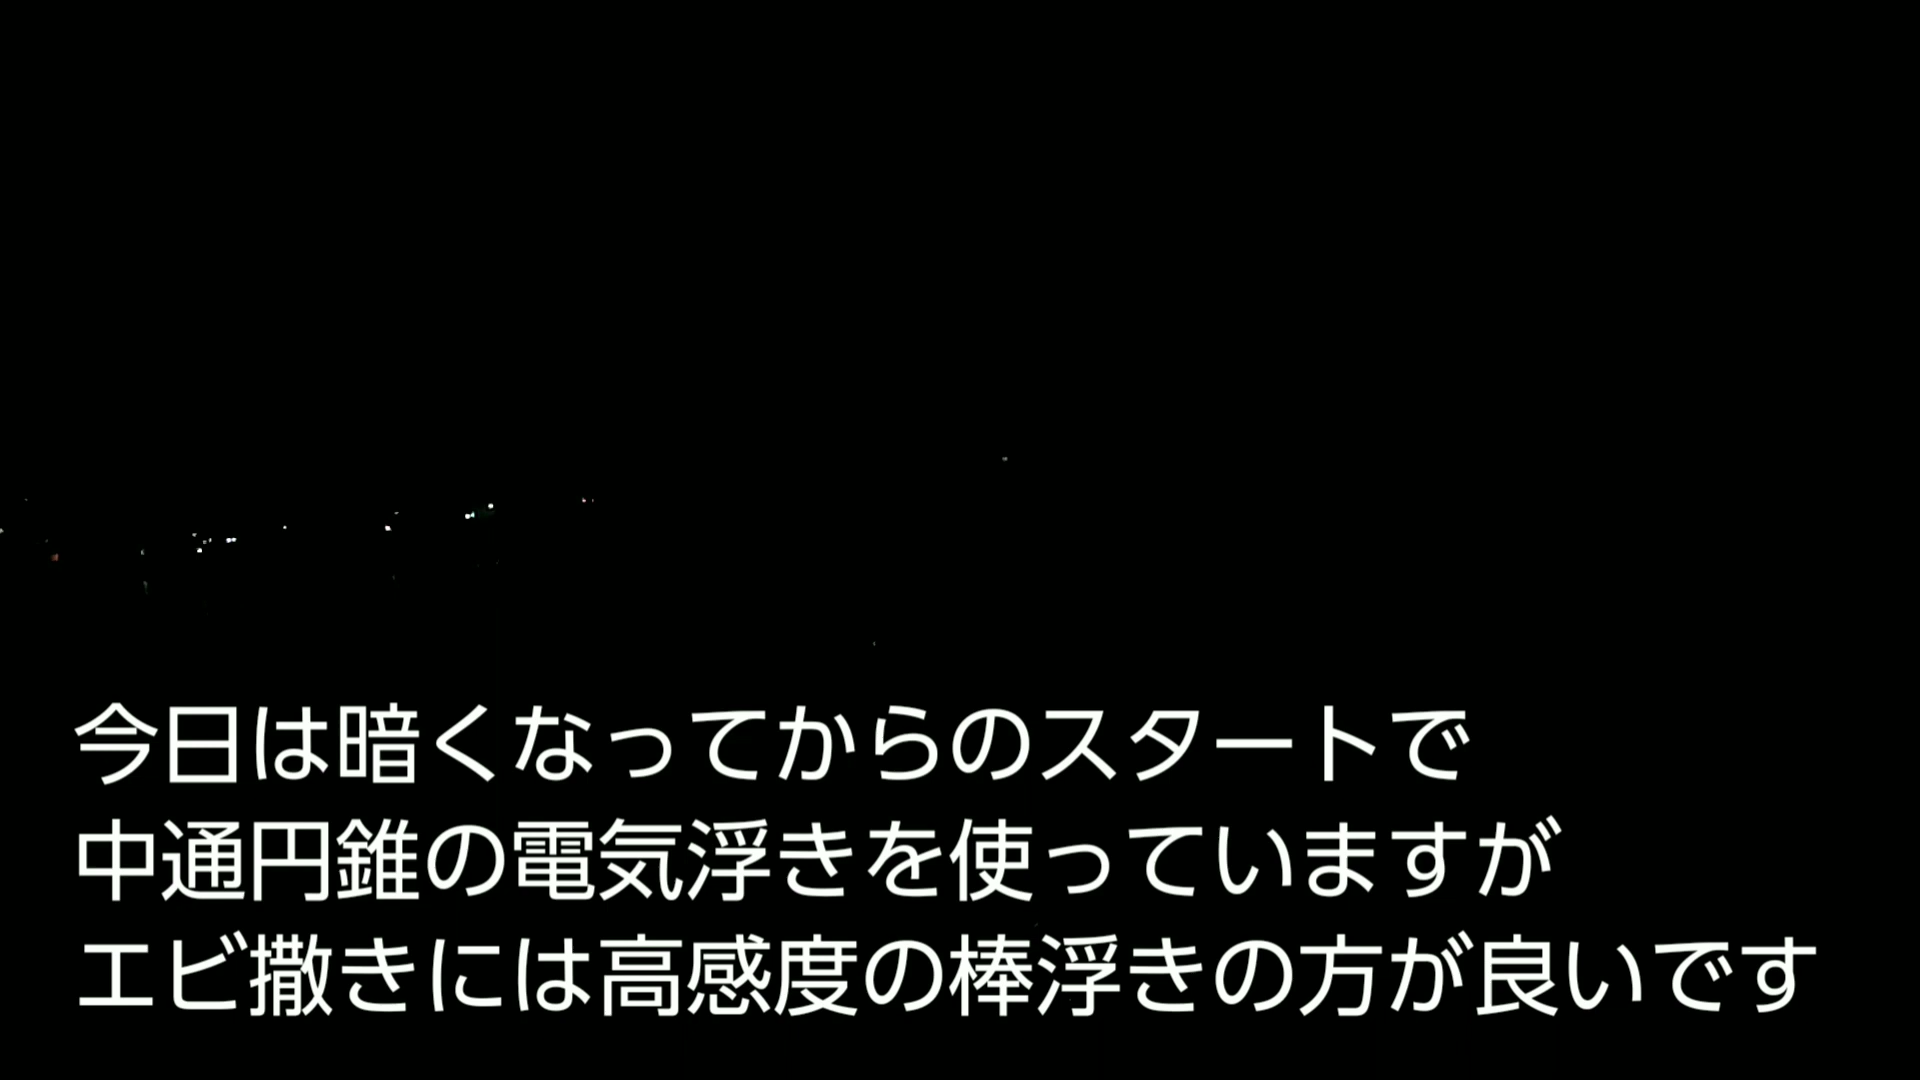 今日は暗くなってからのスタートで
中通円錐の電気浮きを使っていますが
エビ撒きには高感度の棒浮きの方が良いです